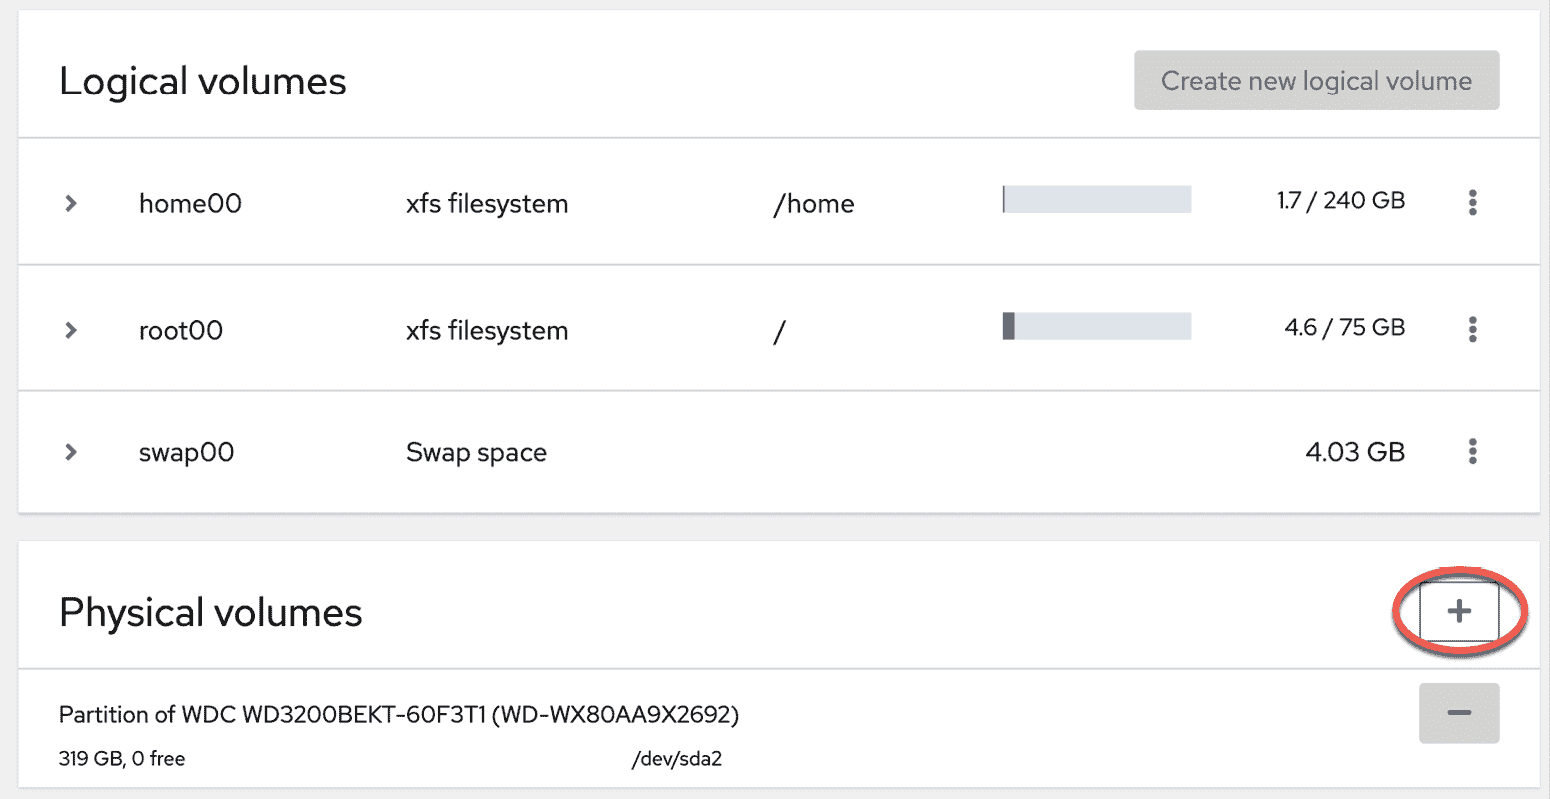 Logical volumes
Create new logical volume
home00 xfs filesystem /home 1.7 / 240 GB
root00 xfs filesystem / 4.6 / 75 GB
swap00 Swap space 4.03 GB
Physical volumes
Partition of WDC WD3200BEKT-60F3T1 (WD-WX80AA9X2692)
319 GB, 0 free /dev/sda2